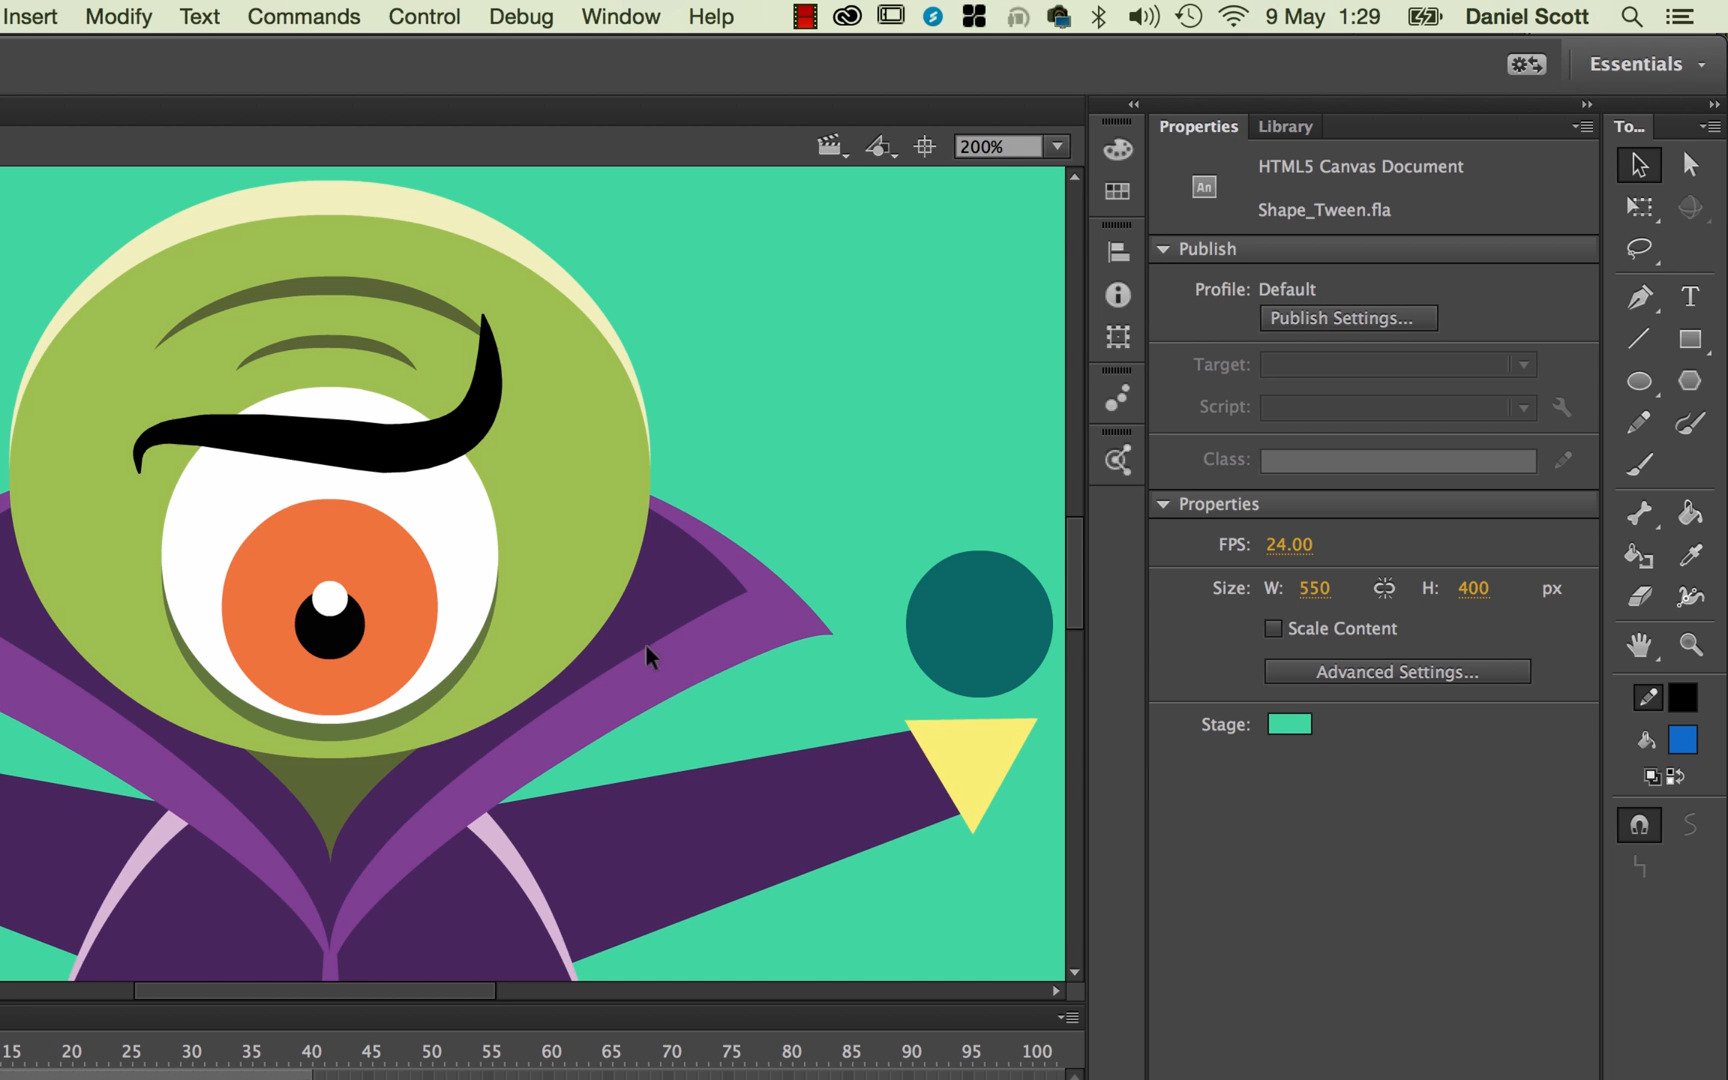 Insert Modify Text Commands Control Debug Window Help 9 May 1:29 Daniel Scott
Essentials
200%
Properties Library To...
HTML5 Canvas Document
An
Shape_Tween.fla
Publish
Profile: Default
Publish Settings...
Target:
Script:
Class:
Properties
FPS: 24.00
Size: W: 550 H: 400 px
Scale Content
Advanced Settings...
Stage:
15 20 25 30 35 40 45 50 55 60 65 70 75 80 85 90 95 100